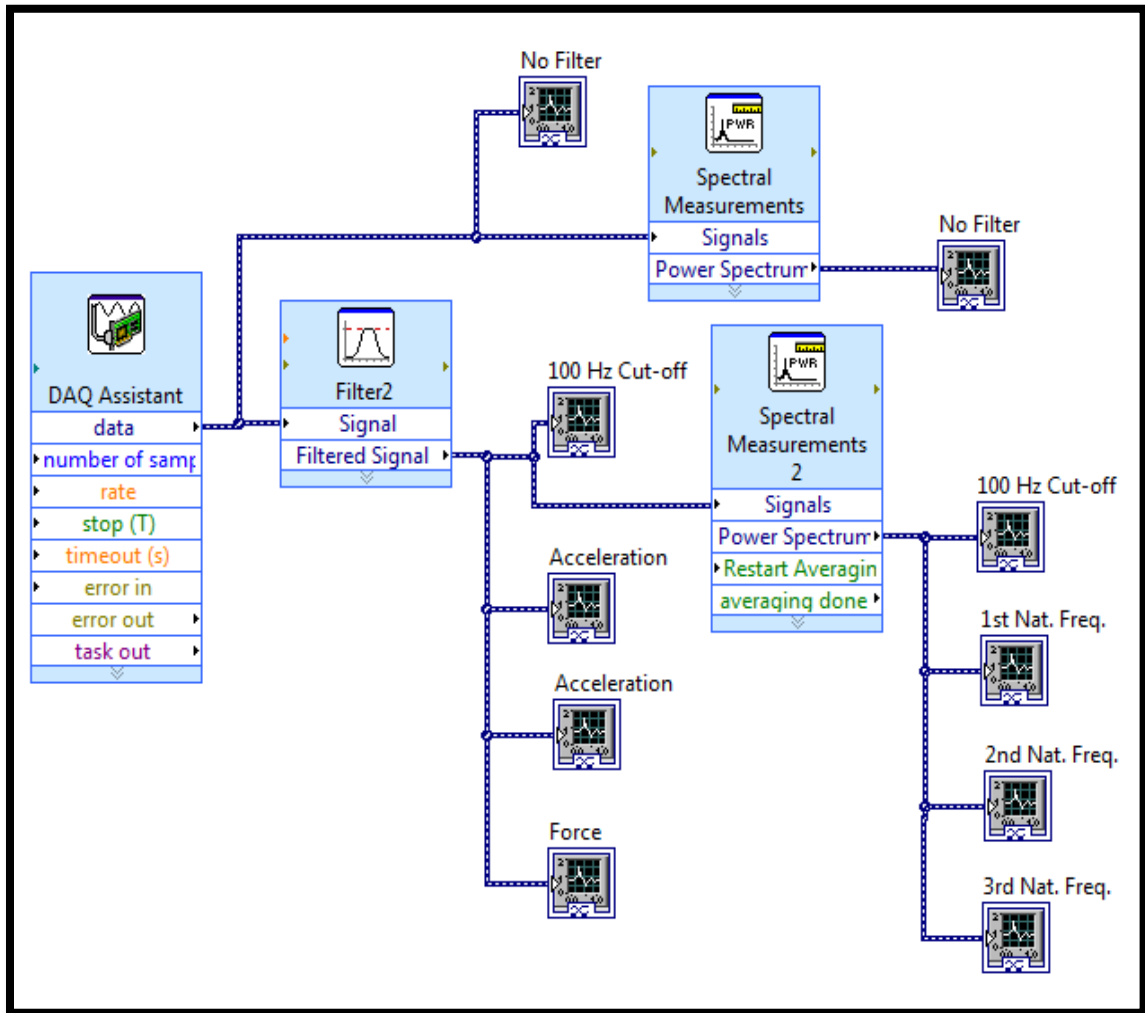 No Filter
PWR
Spectral
Measurements
Signals
Power Spectrum
No Filter
DAQ Assistant
data
number of samp
rate
stop (T)
timeout (s)
error in
error out
task out
Filter2
Signal
Filtered Signal
100 Hz Cut-off
Acceleration
Acceleration
Force
PWR
Spectral
Measurements
2
Signals
Power Spectrum
Restart Averagin
averaging done
100 Hz Cut-off
1st Nat. Freq.
2nd Nat. Freq.
3rd Nat. Freq.